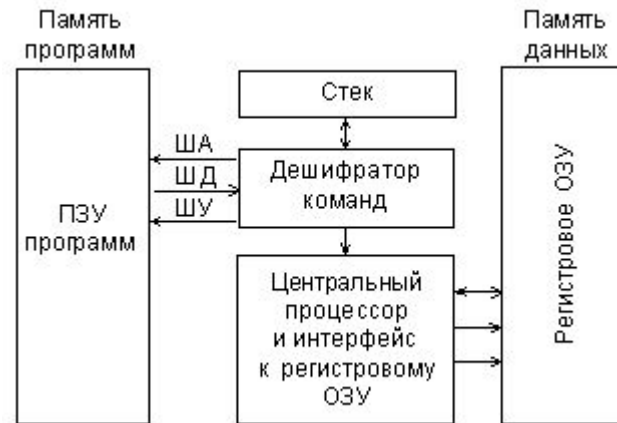 Память
программ
Память
данных
Стек
ША
ШД
ШУ
Дешифратор
команд
ПЗУ
программ
Центральный
процессор
и интерфейс
к регистровому
ОЗУ
Регистровое ОЗУ